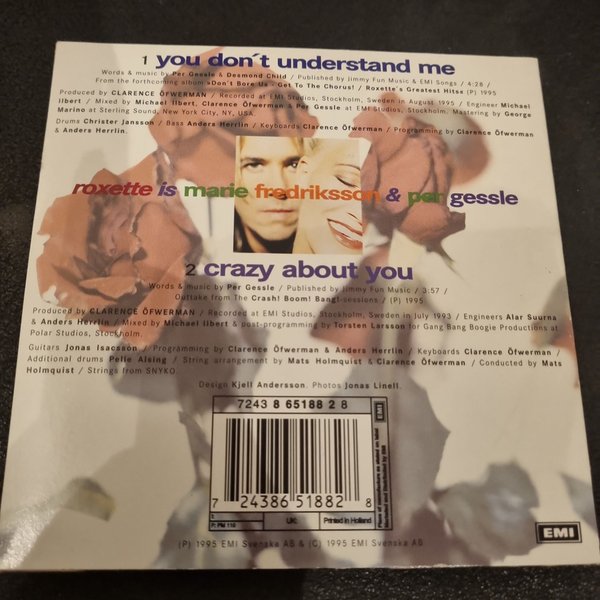 1 you don´t understand me
Words & music by Per Gessle & Desmond Child / Published by Jimmy Fun Music & EMI Songs / 4:28 /
From the forthcoming album »Don't Bore Us - Get To The Chorus! / Roxette's Greatest Hits« (P) 1995
Produced by CLARENCE ÖFWERMAN / Recorded at EMI Studios, Stockholm, Sweden in August 1995 / Engineer Michael
Ilbert / Mixed by Michael Ilbert, Clarence Öfwerman & Per Gessle at EMI Studios, Stockholm. Mastering by George
Marino at Sterling Sound, New York City, NY, USA.
Drums Christer Jansson / Bass Anders Herrlin / Keyboards Clarence Öfwerman / Programming by Clarence Öfwerman
& Anders Herrlin.
roxette is marie fredriksson & per gessle
2 crazy about you
Words & music by Per Gessle / Published by Jimmy Fun Music / 3:57 /
Outtake from The Crash! Boom! Bang!-sessions / (P) 1995
Produced by CLARENCE ÖFWERMAN / Recorded at EMI Studios, Stockholm, Sweden in July 1993 / Engineers Alar Suurna
& Anders Herrlin / Mixed by Michael Ilbert & post-programming by Torsten Larsson for Gang Bang Boogie Productions at
Polar Studios, Stockholm.
Guitars Jonas Isacsson / Programming by Clarence Öfwerman & Anders Herrlin / Keyboards Clarence Öfwerman /
Additional drums Pelle Alsing / String arrangement by Mats Holmquist & Clarence Öfwerman / Conducted by Mats
Holmquist / Strings from SNYKO.
Design Kjell Andersson. Photos Jonas Linell.
7243 8 65188 2 8
EMI
7 24386 51882 8
F: PM 110
UK:
Printed in Holland
(P) 1995 EMI Svenska AB & (C) 1995 EMI Svenska AB
EMI